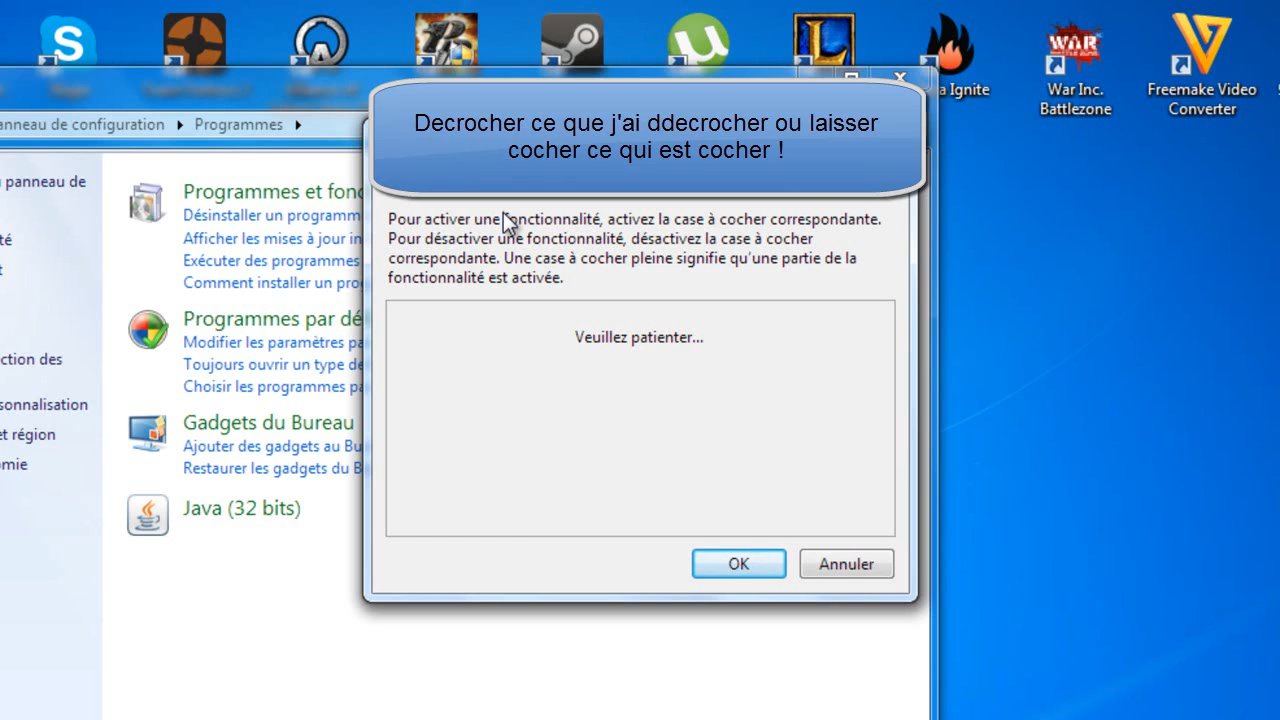 a Ignite
War Inc.
Battlezone
Freemake Video
Converter
anneau de configuration
Programmes
Decrocher ce que j'ai ddecrocher ou laisser
cocher ce qui est cocher !
panneau de
té
t
ction des
sonnalisation
et région
mie
Programmes et fonc
Désinstaller un programm
Afficher les mises à jour in
Exécuter des programmes
Comment installer un prog
Programmes par dé
Modifier les paramètres pa
Toujours ouvrir un type de
Choisir les programmes pa
Gadgets du Bureau
Ajouter des gadgets au Bu
Restaurer les gadgets du B
Java (32 bits)
Pour activer une fonctionnalité, activez la case à cocher correspondante.
Pour désactiver une fonctionnalité, désactivez la case à cocher
correspondante. Une case à cocher pleine signifie qu'une partie de la
fonctionnalité est activée.
Veuillez patienter...
OK
Annuler